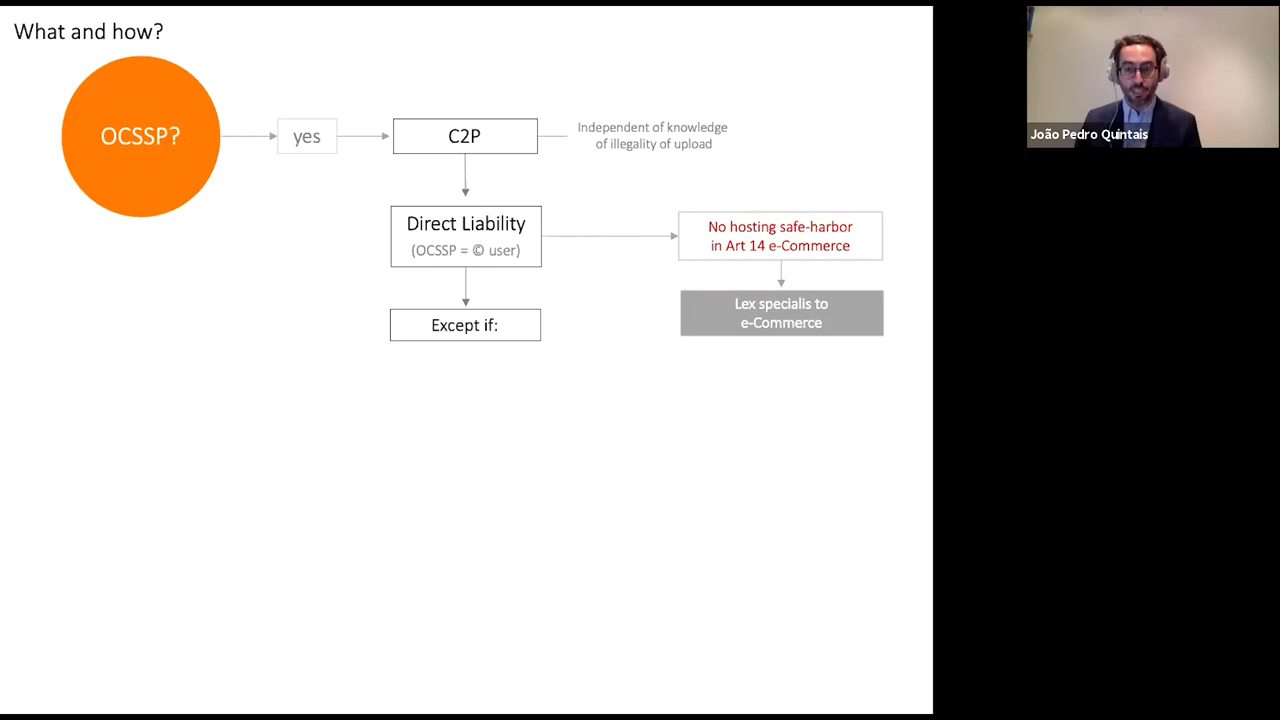 What and how?
OCSSP?
yes
C2P
Independent of knowledge
of illegality of upload
Direct Liability
(OCSSP = © user)
No hosting safe-harbor
in Art 14 e-Commerce
Lex specialis to
e-Commerce
Except if:
João Pedro Quintais